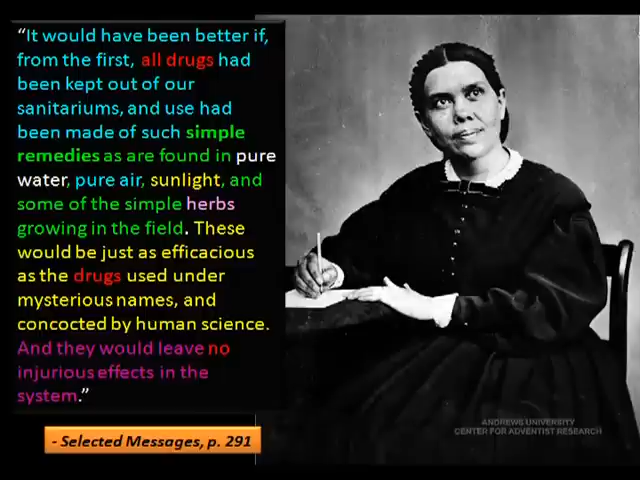 “It would have been better if,
from the first, all drugs had
been kept out of our
sanitariums, and use had
been made of such simple
remedies as are found in pure
water, pure air, sunlight, and
some of the simple herbs
growing in the field. These
would be just as efficacious
as the drugs used under
mysterious names, and
concocted by human science.
And they would leave no
injurious effects in the
system.”
- Selected Messages, p. 291
ANDREWS UNIVERSITY
CENTER FOR ADVENTIST RESEARCH